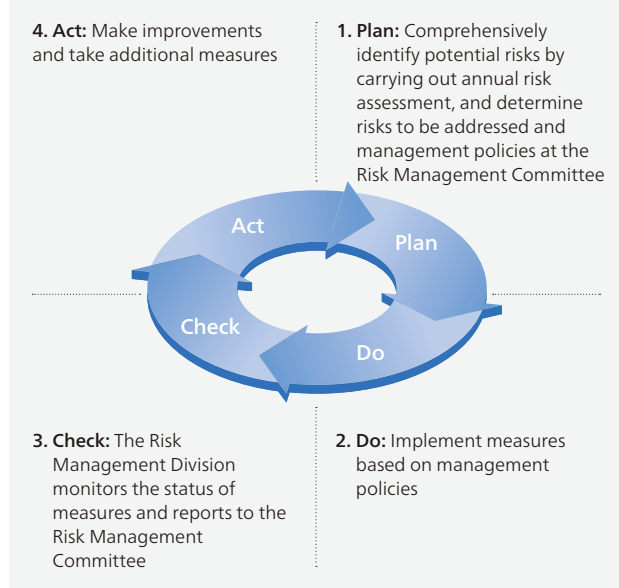 4. Act: Make improvements
and take additional measures
1. Plan: Comprehensively
identify potential risks by
carrying out annual risk
assessment, and determine
risks to be addressed and
management policies at the
Risk Management Committee
Act
Plan
Check
Do
3. Check: The Risk
Management Division
monitors the status of
measures and reports to the
Risk Management
Committee
2. Do: Implement measures
based on management
policies